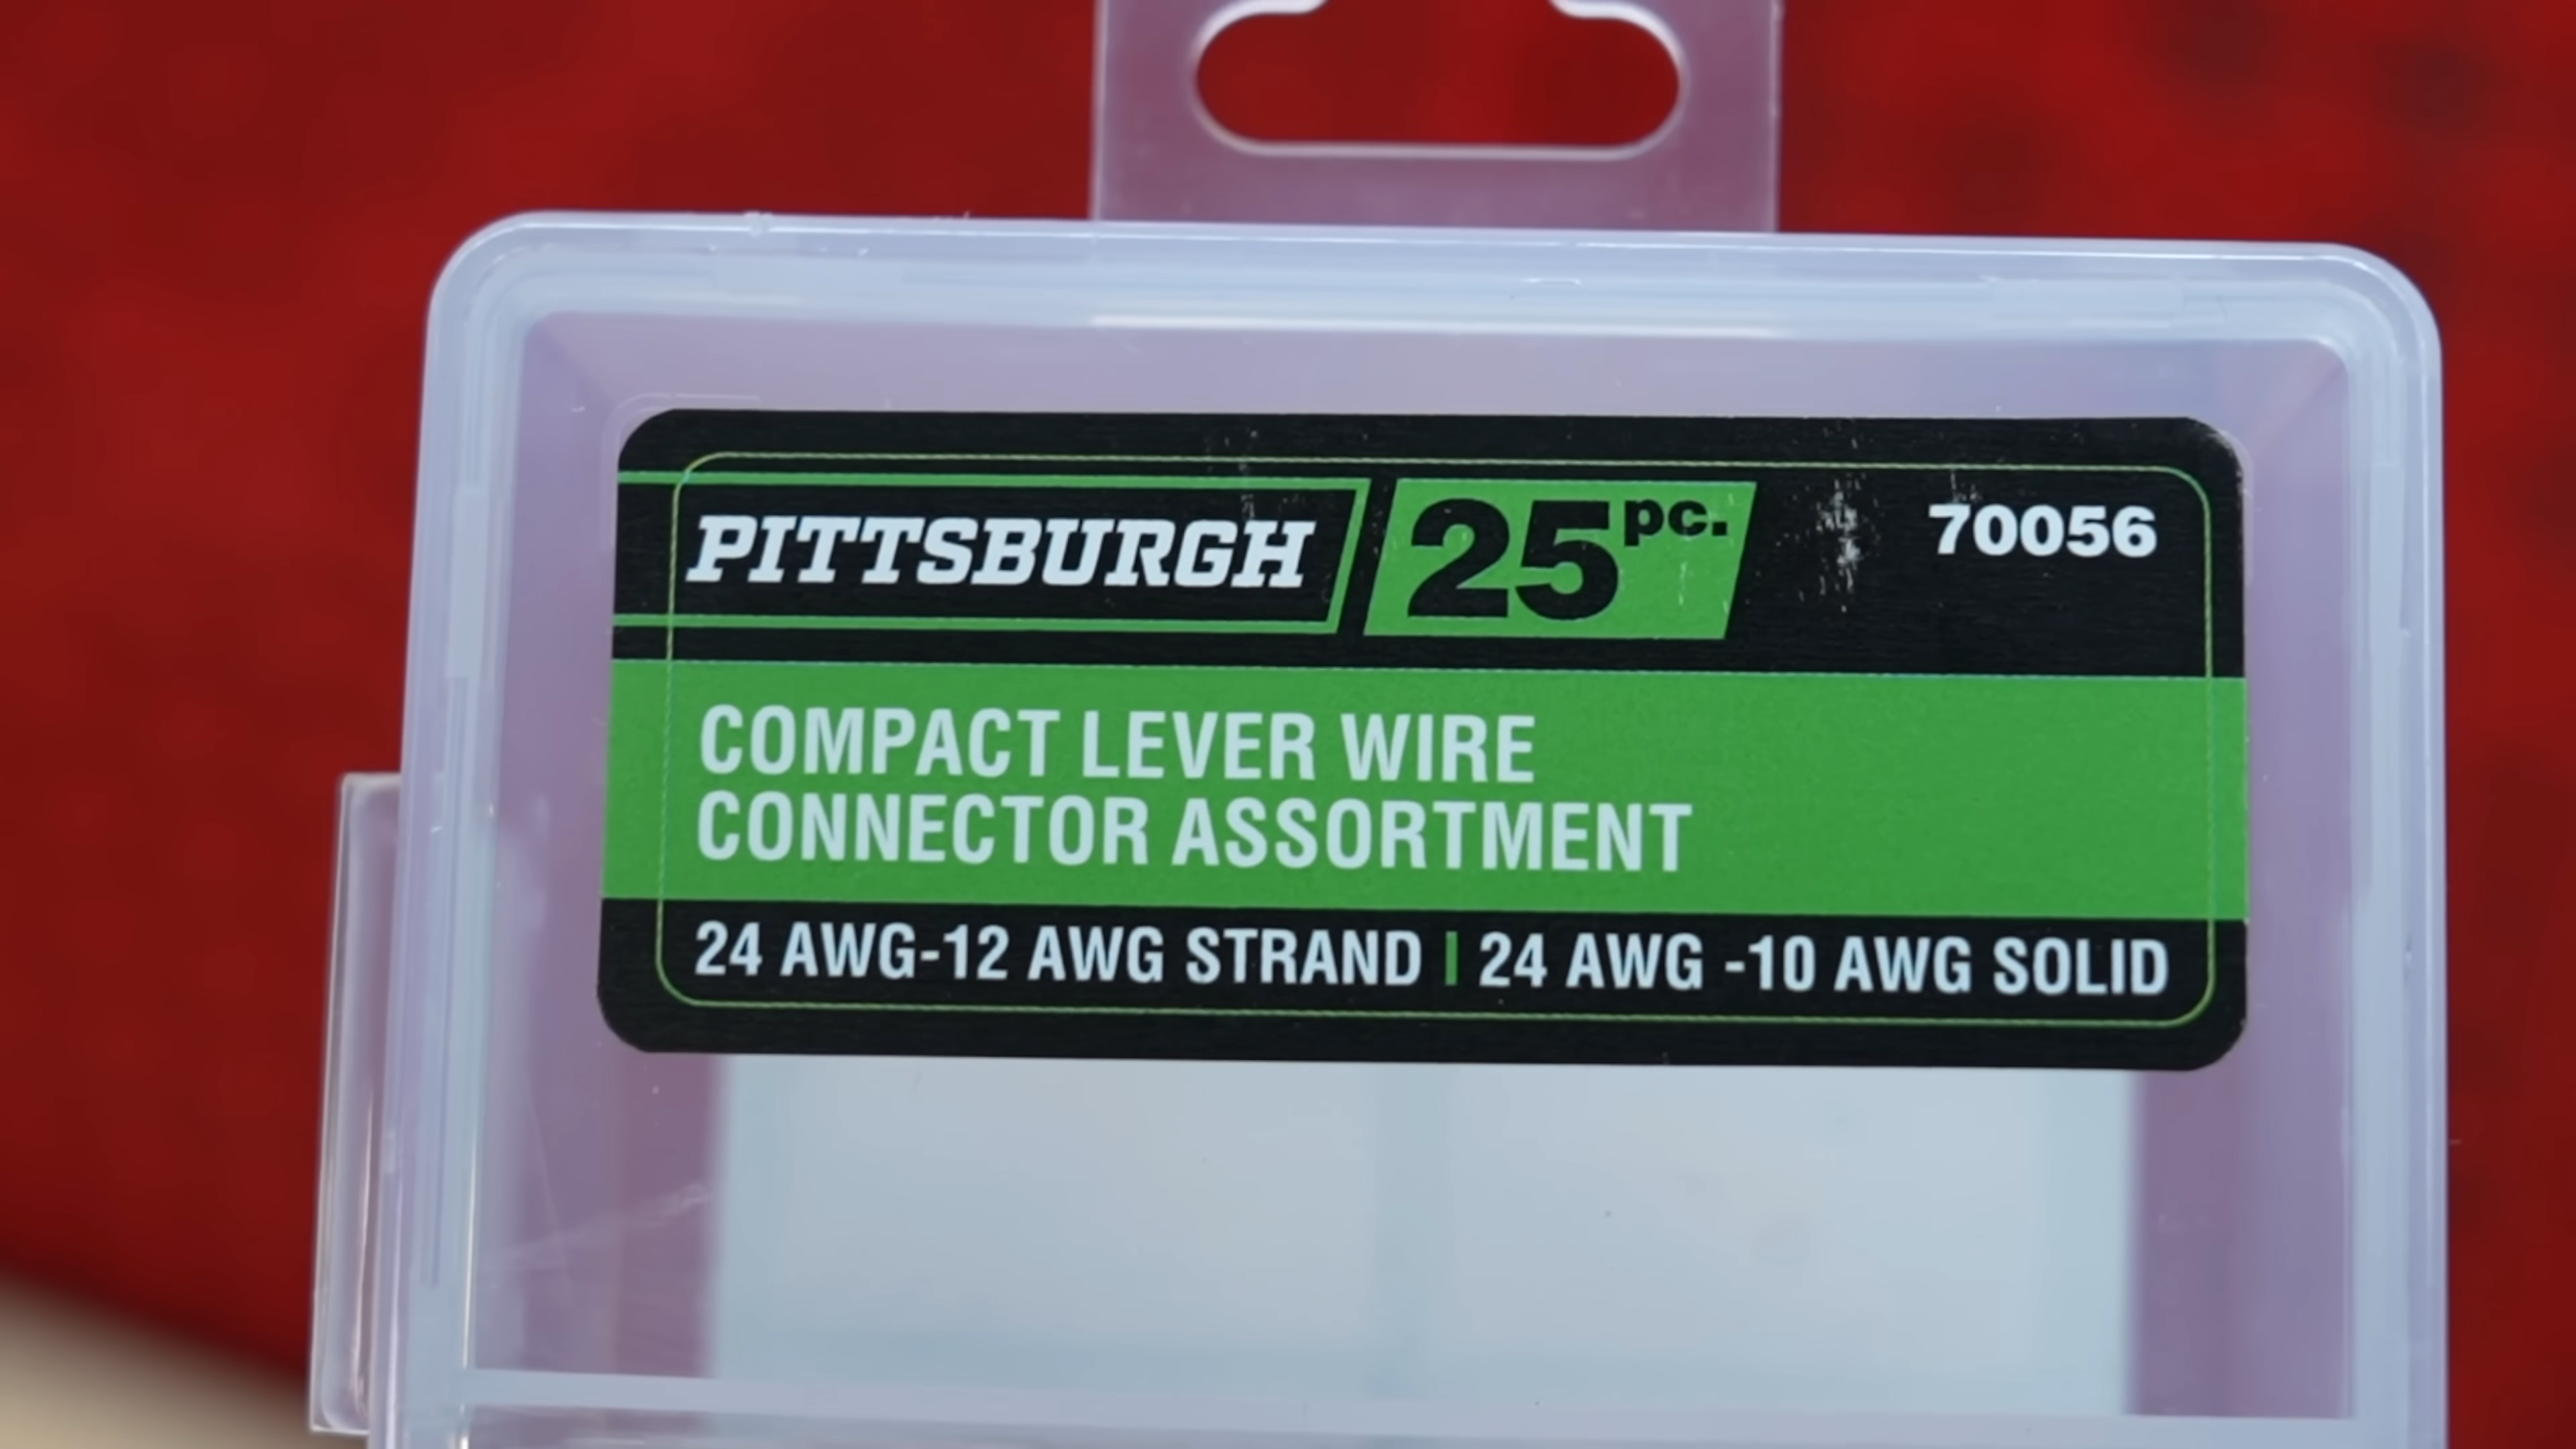 PITTSBURGH 25 pc. 70056
COMPACT LEVER WIRE
CONNECTOR ASSORTMENT
24 AWG-12 AWG STRAND | 24 AWG -10 AWG SOLID